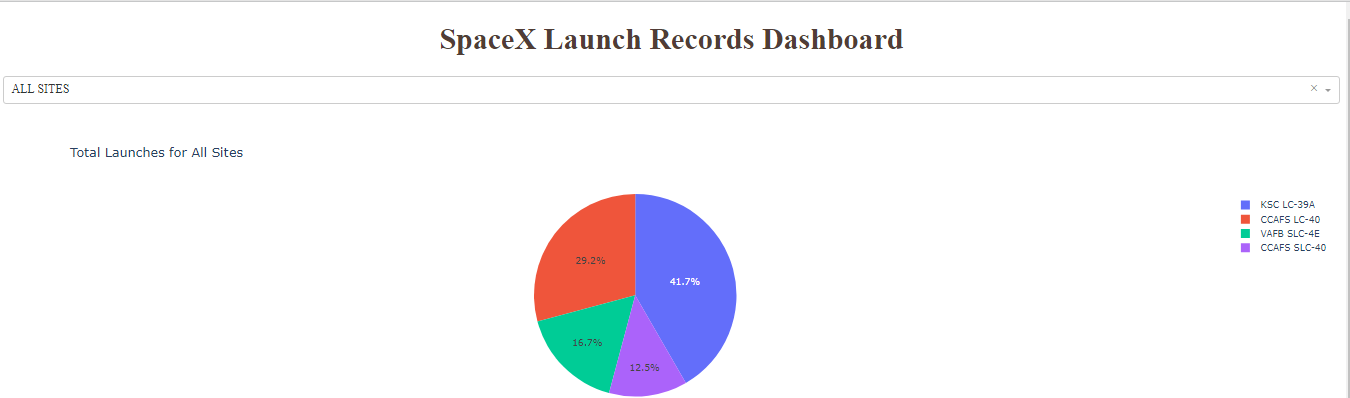 SpaceX Launch Records Dashboard
ALL SITES
Total Launches for All Sites
KSC LC-39A
CCAFS LC-40
VAFB SLC-4E
CCAFS SLC-40
29.2%
41.7%
16.7%
12.5%